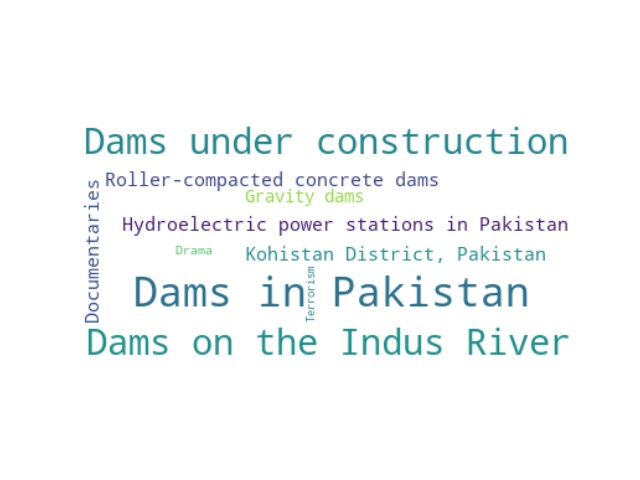 Dams under construction
Documentaries
Roller-compacted concrete dams
Gravity dams
Hydroelectric power stations in Pakistan
Drama
Kohistan District, Pakistan
Terrorism
Dams in Pakistan
Dams on the Indus River